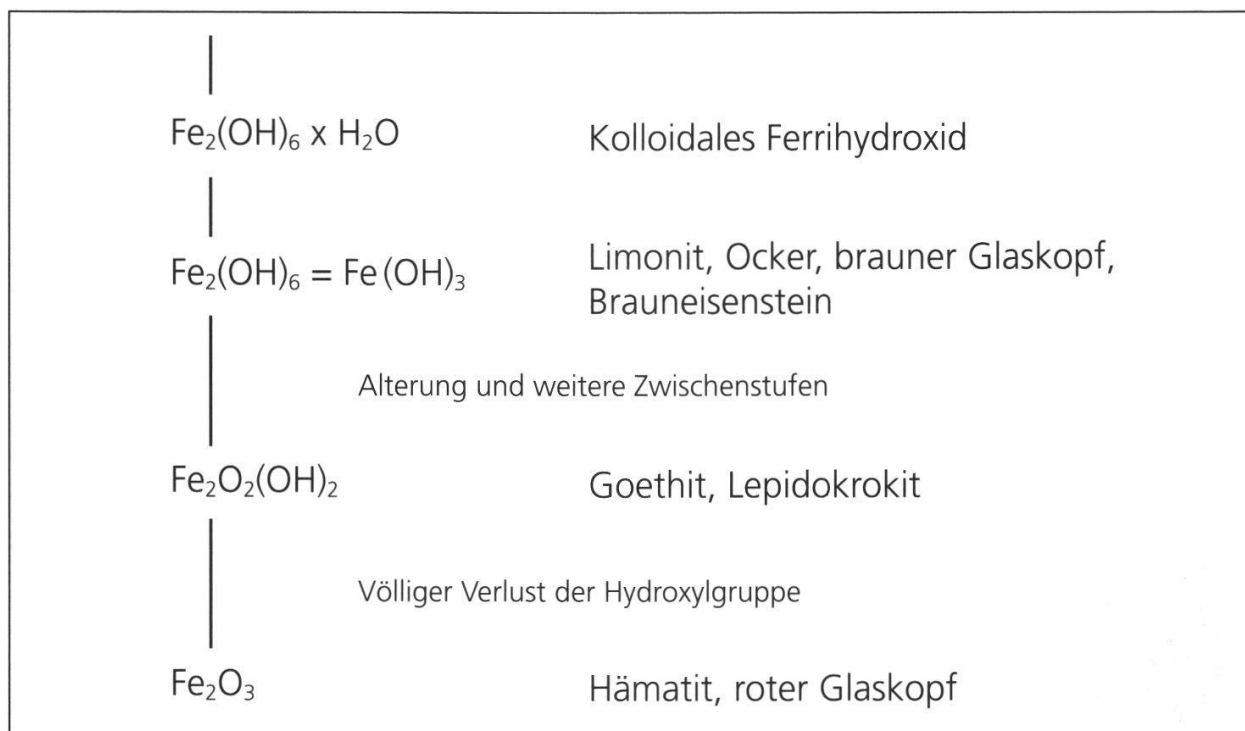 Fe₂(OH)₆ x H₂O Kolloidales Ferrihydroxid
Fe₂(OH)₆ = Fe(OH)₃ Limonit, Ocker, brauner Glaskopf,
Brauneisenstein
Alterung und weitere Zwischenstufen
Fe₂O₂(OH)₂ Goethit, Lepidokrokit
Völliger Verlust der Hydroxylgruppe
Fe₂O₃ Hämatit, roter Glaskopf